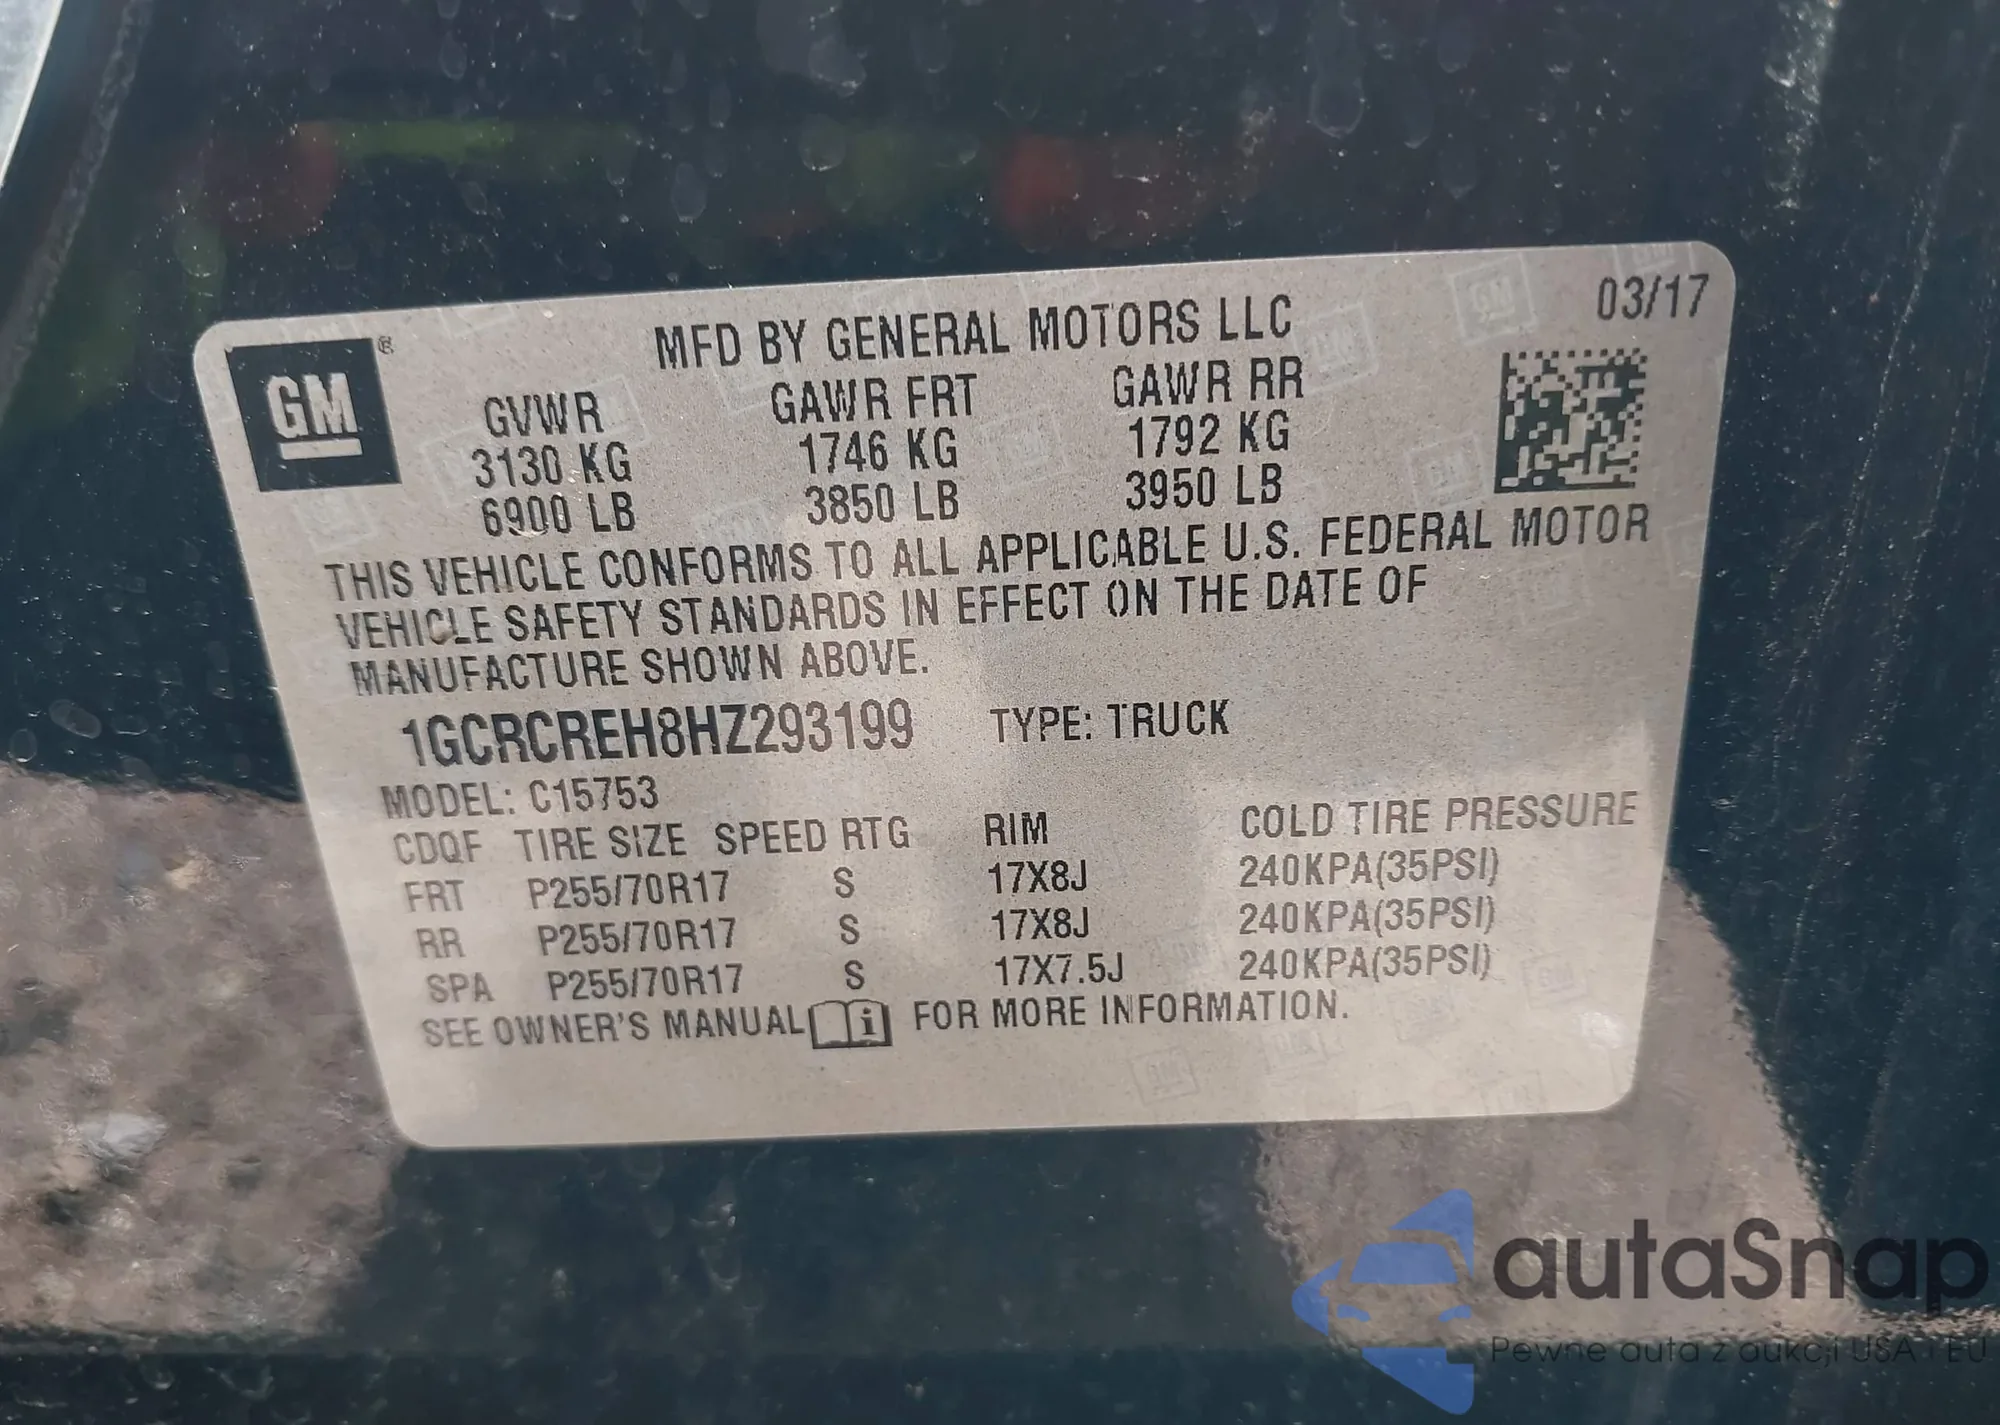 MFD BY GENERAL MOTORS LLC 03/17
GM ®
GVWR GAWR FRT GAWR RR
3130 KG 1746 KG 1792 KG
6900 LB 3850 LB 3950 LB
THIS VEHICLE CONFORMS TO ALL APPLICABLE U.S. FEDERAL MOTOR
VEHICLE SAFETY STANDARDS IN EFFECT ON THE DATE OF
MANUFACTURE SHOWN ABOVE.
1GCRCREH8HZ293199 TYPE: TRUCK
MODEL: C15753
CDQF TIRE SIZE SPEED RTG RIM COLD TIRE PRESSURE
FRT P255/70R17 S 17X8J 240KPA(35PSI)
RR P255/70R17 S 17X8J 240KPA(35PSI)
SPA P255/70R17 S 17X7.5J 240KPA(35PSI)
SEE OWNER'S MANUAL i FOR MORE INFORMATION.
autaSnap
Pewne auta z aukcji USA i EU